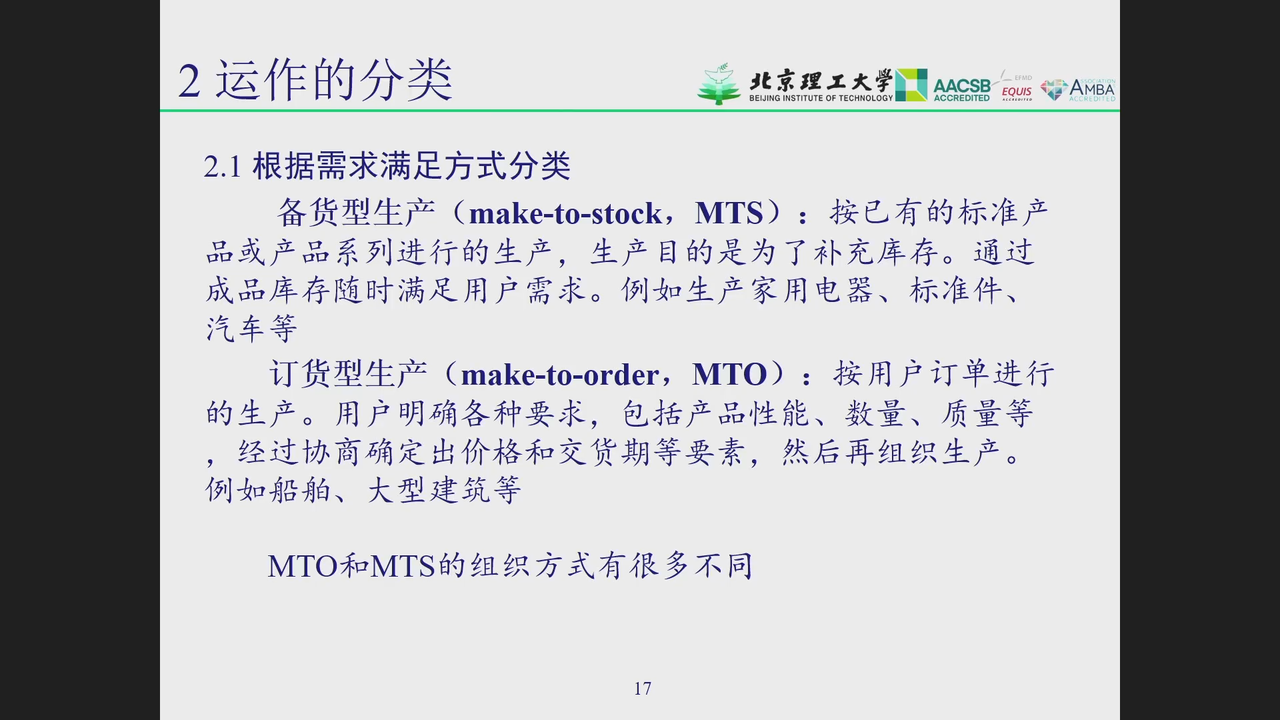 2 运作的分类
北京理工大学
BEIJING INSTITUTE OF TECHNOLOGY
AACSB
ACCREDITED
EFMD
EQUIS
ACCREDITED
ASSOCIATION
AMBA
ACCREDITED
2.1 根据需求满足方式分类
备货型生产（make-to-stock，MTS）：按已有的标准产
品或产品系列进行的生产，生产目的是为了补充库存。通过
成品库存随时满足用户需求。例如生产家用电器、标准件、
汽车等
订货型生产（make-to-order，MTO）：按用户订单进行
的生产。用户明确各种要求，包括产品性能、数量、质量等
，经过协商确定出价格和交货期等要素，然后再组织生产。
例如船舶、大型建筑等
MTO和MTS的组织方式有很多不同
17